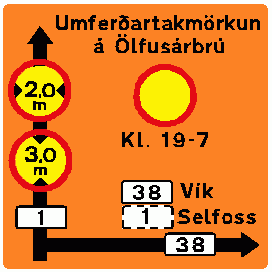 Umferðartakmörkun
á Ölfusárbrú
2,0
m
Kl. 19-7
3,0
m
38 Vík
1 1 Selfoss
38